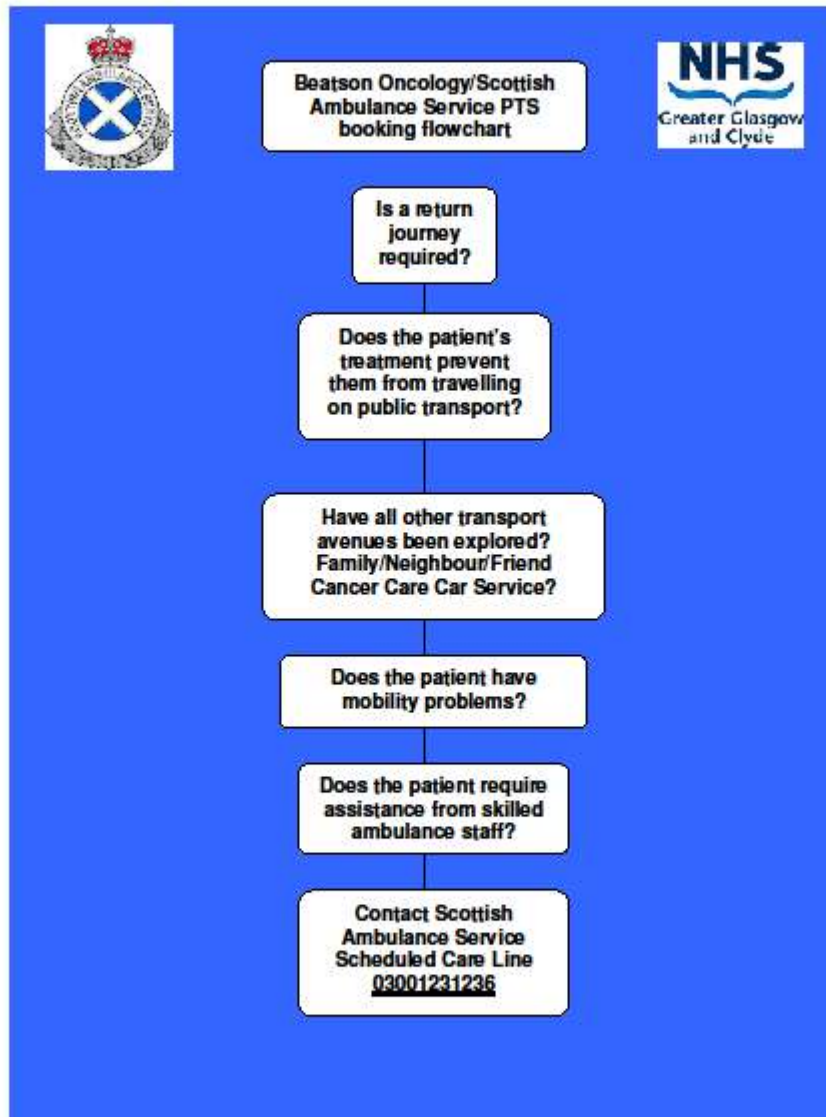 Beatson Oncology/Scottish
Ambulance Service PTS
booking flowchart
NHS
Greater Glasgow
and Clyde
Is a return
journey
required?
Does the patient's
treatment prevent
them from travelling
on public transport?
Have all other transport
avenues been explored?
Family/Neighbour/Friend
Cancer Care Car Service?
Does the patient have
mobility problems?
Does the patient require
assistance from skilled
ambulance staff?
Contact Scottish
Ambulance Service
Scheduled Care Line
03001231236